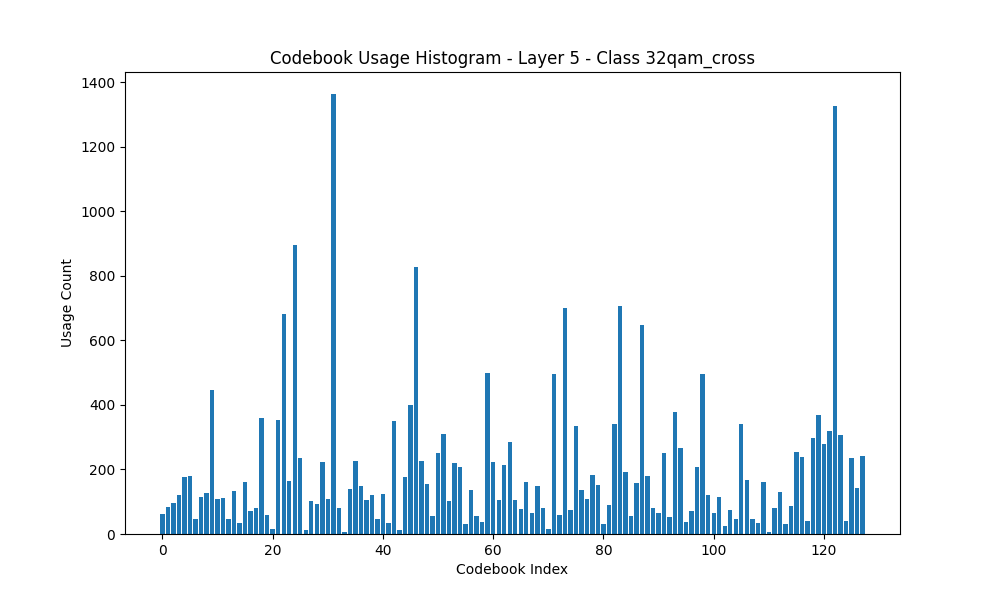 Codebook Usage Histogram - Layer 5 - Class 32qam_cross
1400
1200
1000
800
600
400
200
0
Usage Count
0 20 40 60 80 100 120
Codebook Index